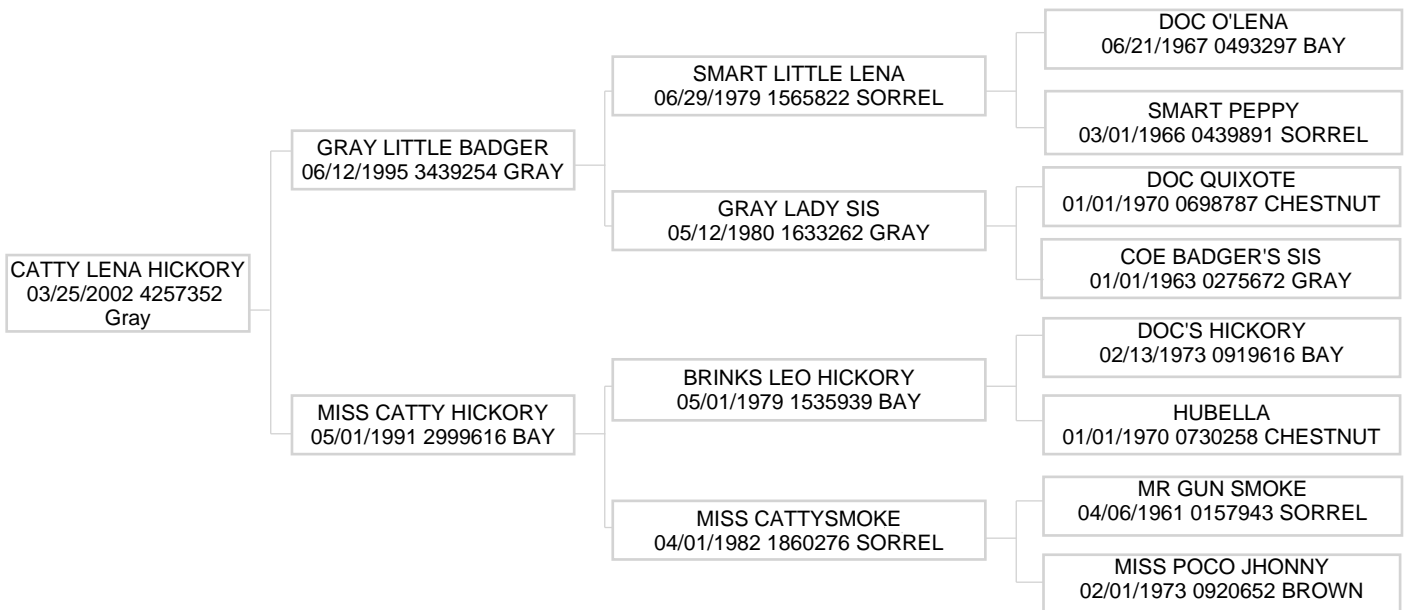 CATTY LENA HICKORY
03/25/2002 4257352
Gray
GRAY LITTLE BADGER
06/12/1995 3439254 GRAY
MISS CATTY HICKORY
05/01/1991 2999616 BAY
SMART LITTLE LENA
06/29/1979 1565822 SORREL
GRAY LADY SIS
05/12/1980 1633262 GRAY
BRINKS LEO HICKORY
05/01/1979 1535939 BAY
MISS CATTYSMOKE
04/01/1982 1860276 SORREL
DOC O'LENA
06/21/1967 0493297 BAY
SMART PEPPY
03/01/1966 0439891 SORREL
DOC QUIXOTE
01/01/1970 0698787 CHESTNUT
COE BADGER'S SIS
01/01/1963 0275672 GRAY
DOC'S HICKORY
02/13/1973 0919616 BAY
HUBELLA
01/01/1970 0730258 CHESTNUT
MR GUN SMOKE
04/06/1961 0157943 SORREL
MISS POCO JHONNY
02/01/1973 0920652 BROWN